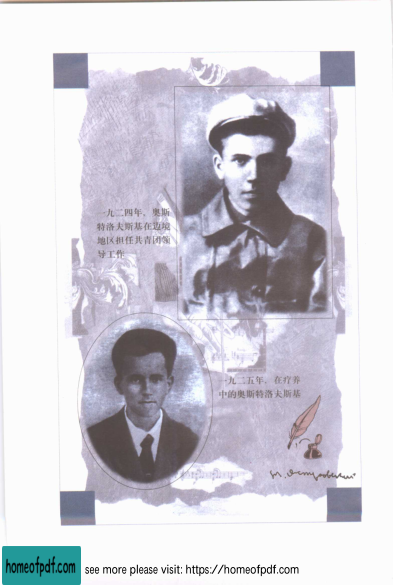 一九二四年，奥斯
特洛夫斯基在边境
地区担任共青团领
导工作
一九二五年，在疗养
中的奥斯特洛夫斯基
homeofpdf.com
see more please visit: https://homeofpdf.com